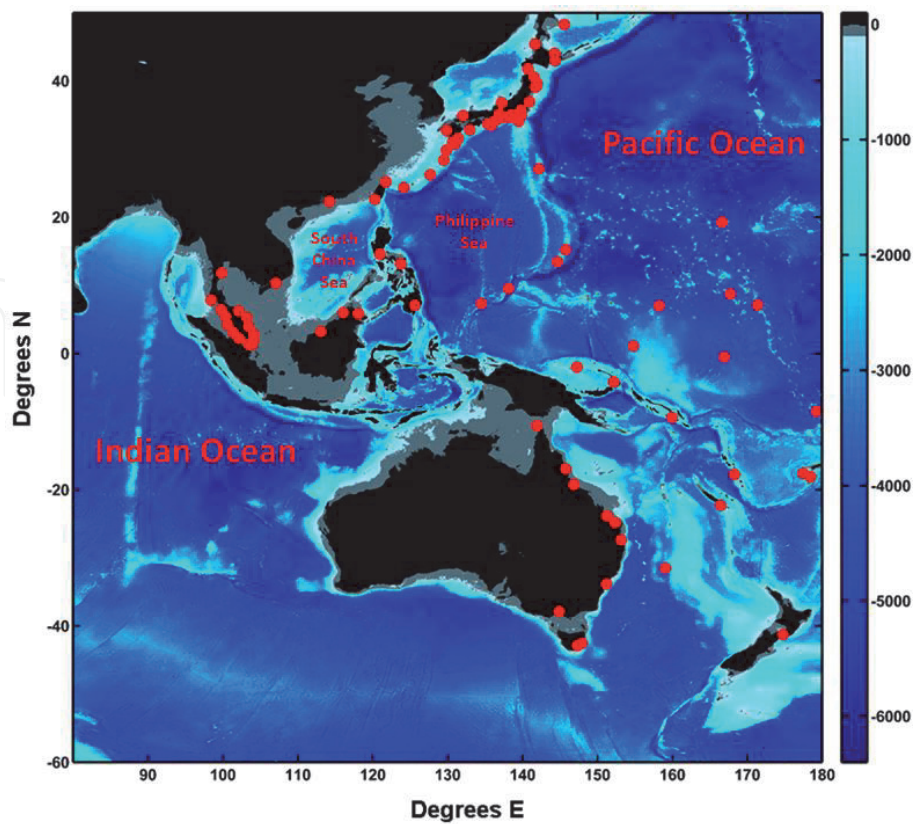 Pacific Ocean
Philippine
Sea
South
China
Sea
Indian Ocean
Degrees N
40
20
0
-20
-40
-60
90
100
110
120
130
140
150
160
170
180
Degrees E
0
-1000
-2000
-3000
-4000
-5000
-6000